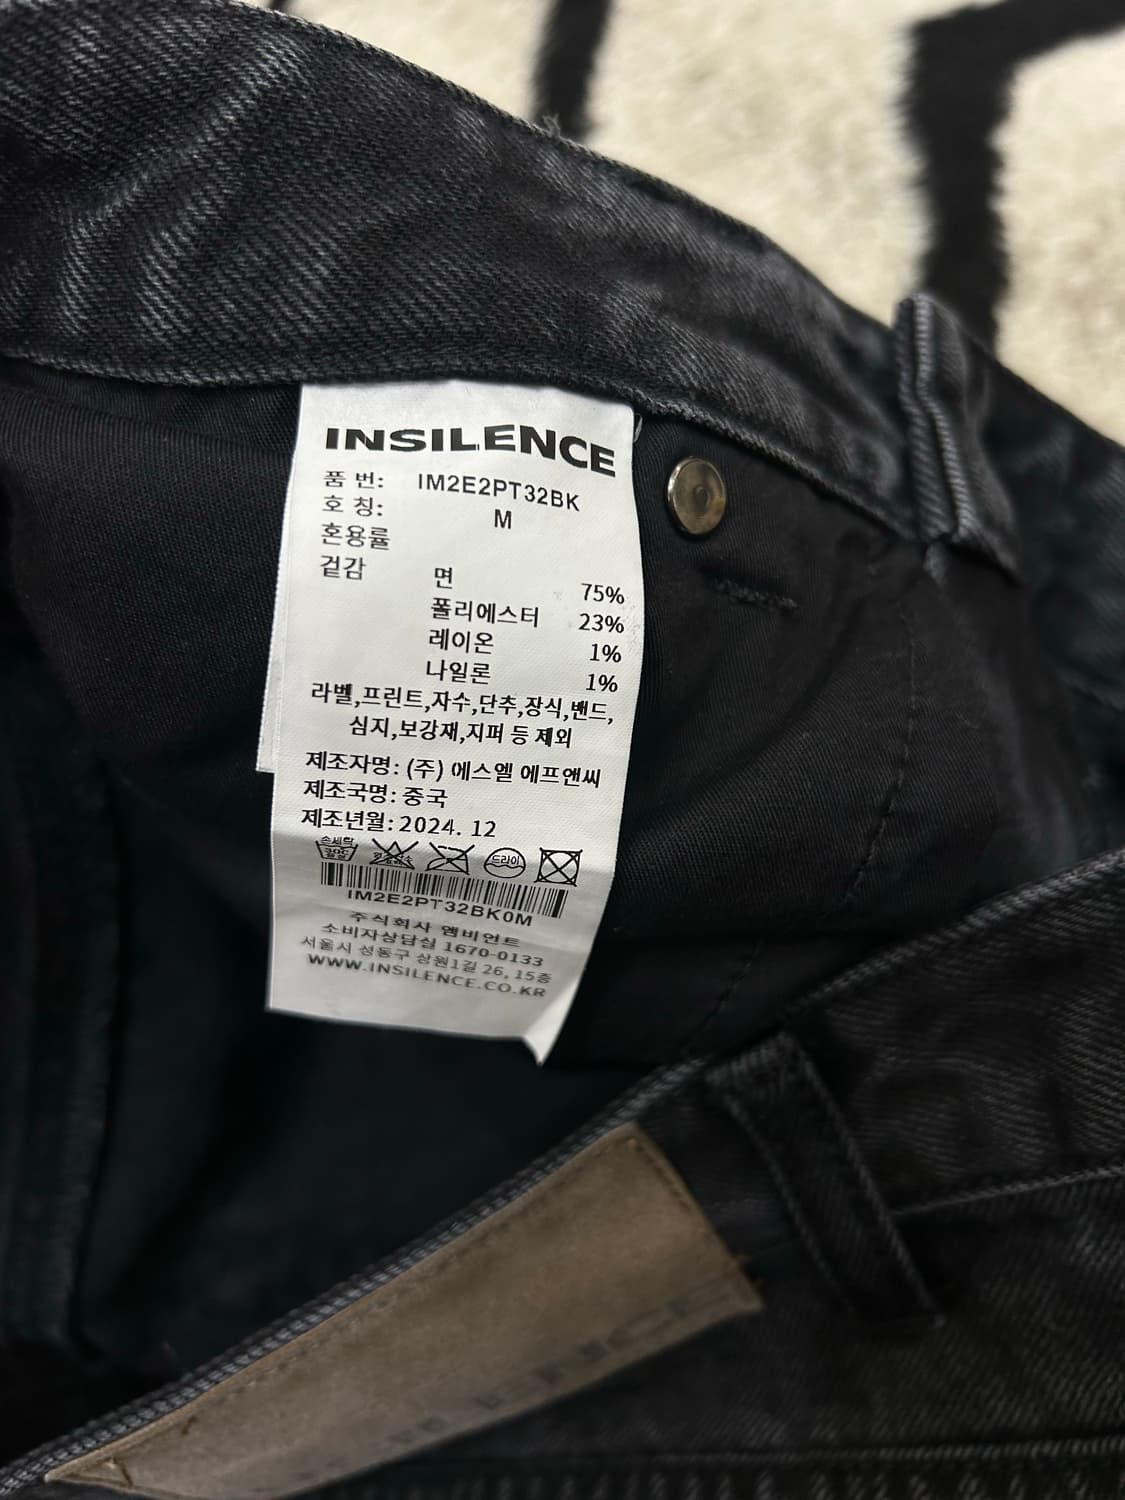 INSILENCE
품 번: IM2E2PT32BK
호 칭: M
혼용률
겉감 면 75%
폴리에스터 23%
레이온 1%
나일론 1%
라벨,프린트,자수,단추,장식,밴드,
심지,보강재,지퍼 등 제외
제조자명: (주) 에스엘 에프앤씨
제조국명: 중국
제조년월: 2024. 12
손세탁
드라이
IM2E2PT32BK0M
주식회사 엠비언트
소비자상담실 1670-0133
서울시 성동구 상원1길 26, 15층
WWW.INSILENCE.CO.KR